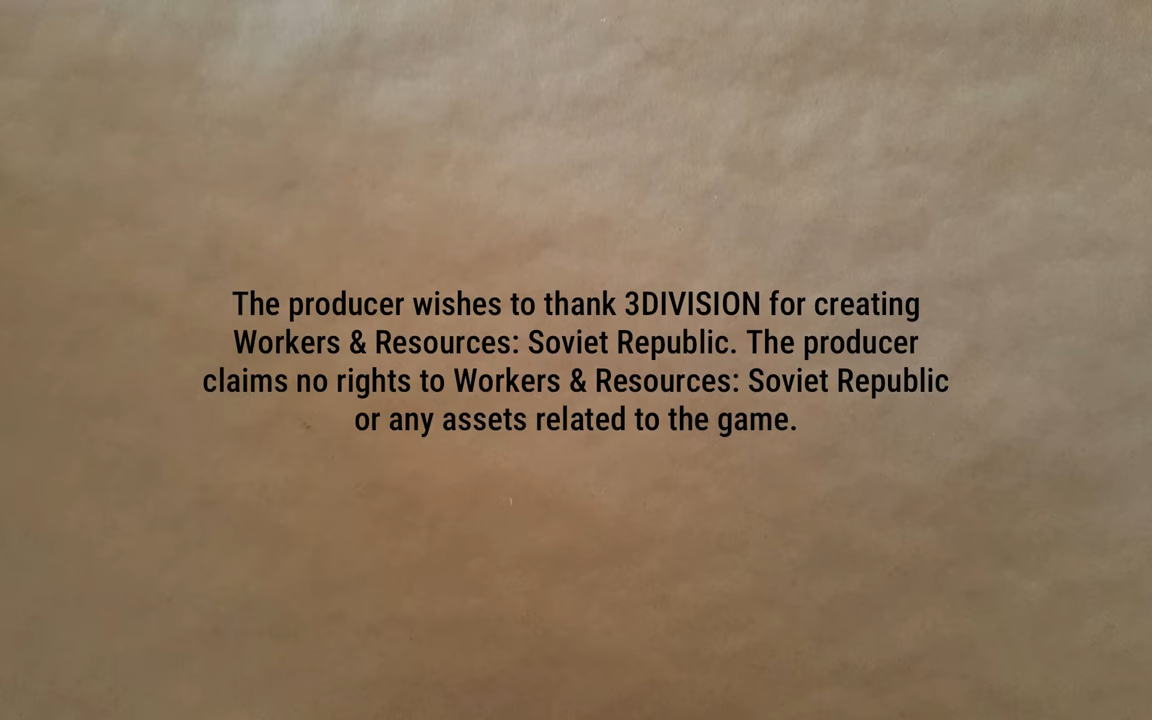 The producer wishes to thank 3DIVISION for creating
Workers & Resources: Soviet Republic. The producer
claims no rights to Workers & Resources: Soviet Republic
or any assets related to the game.